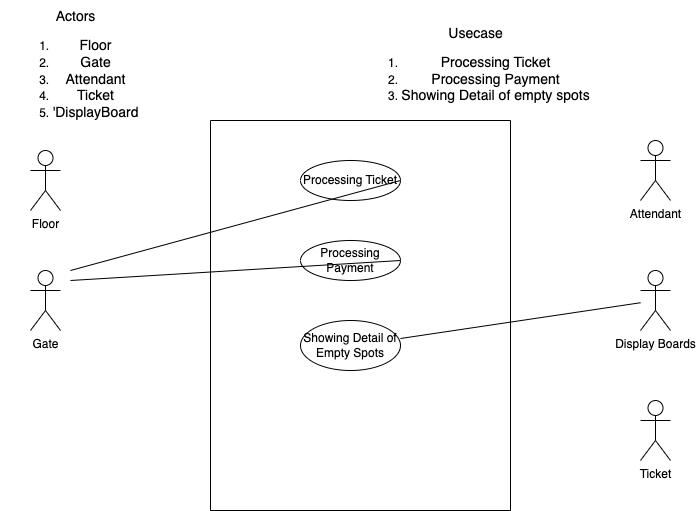 Actors
1. Floor
2. Gate
3. Attendant
4. Ticket
5. 'DisplayBoard
Usecase
1. Processing Ticket
2. Processing Payment
3. Showing Detail of empty spots
Processing Ticket
Floor
Attendant
Processing
Payment
Gate
Showing Detail of
Empty Spots
Display Boards
Ticket